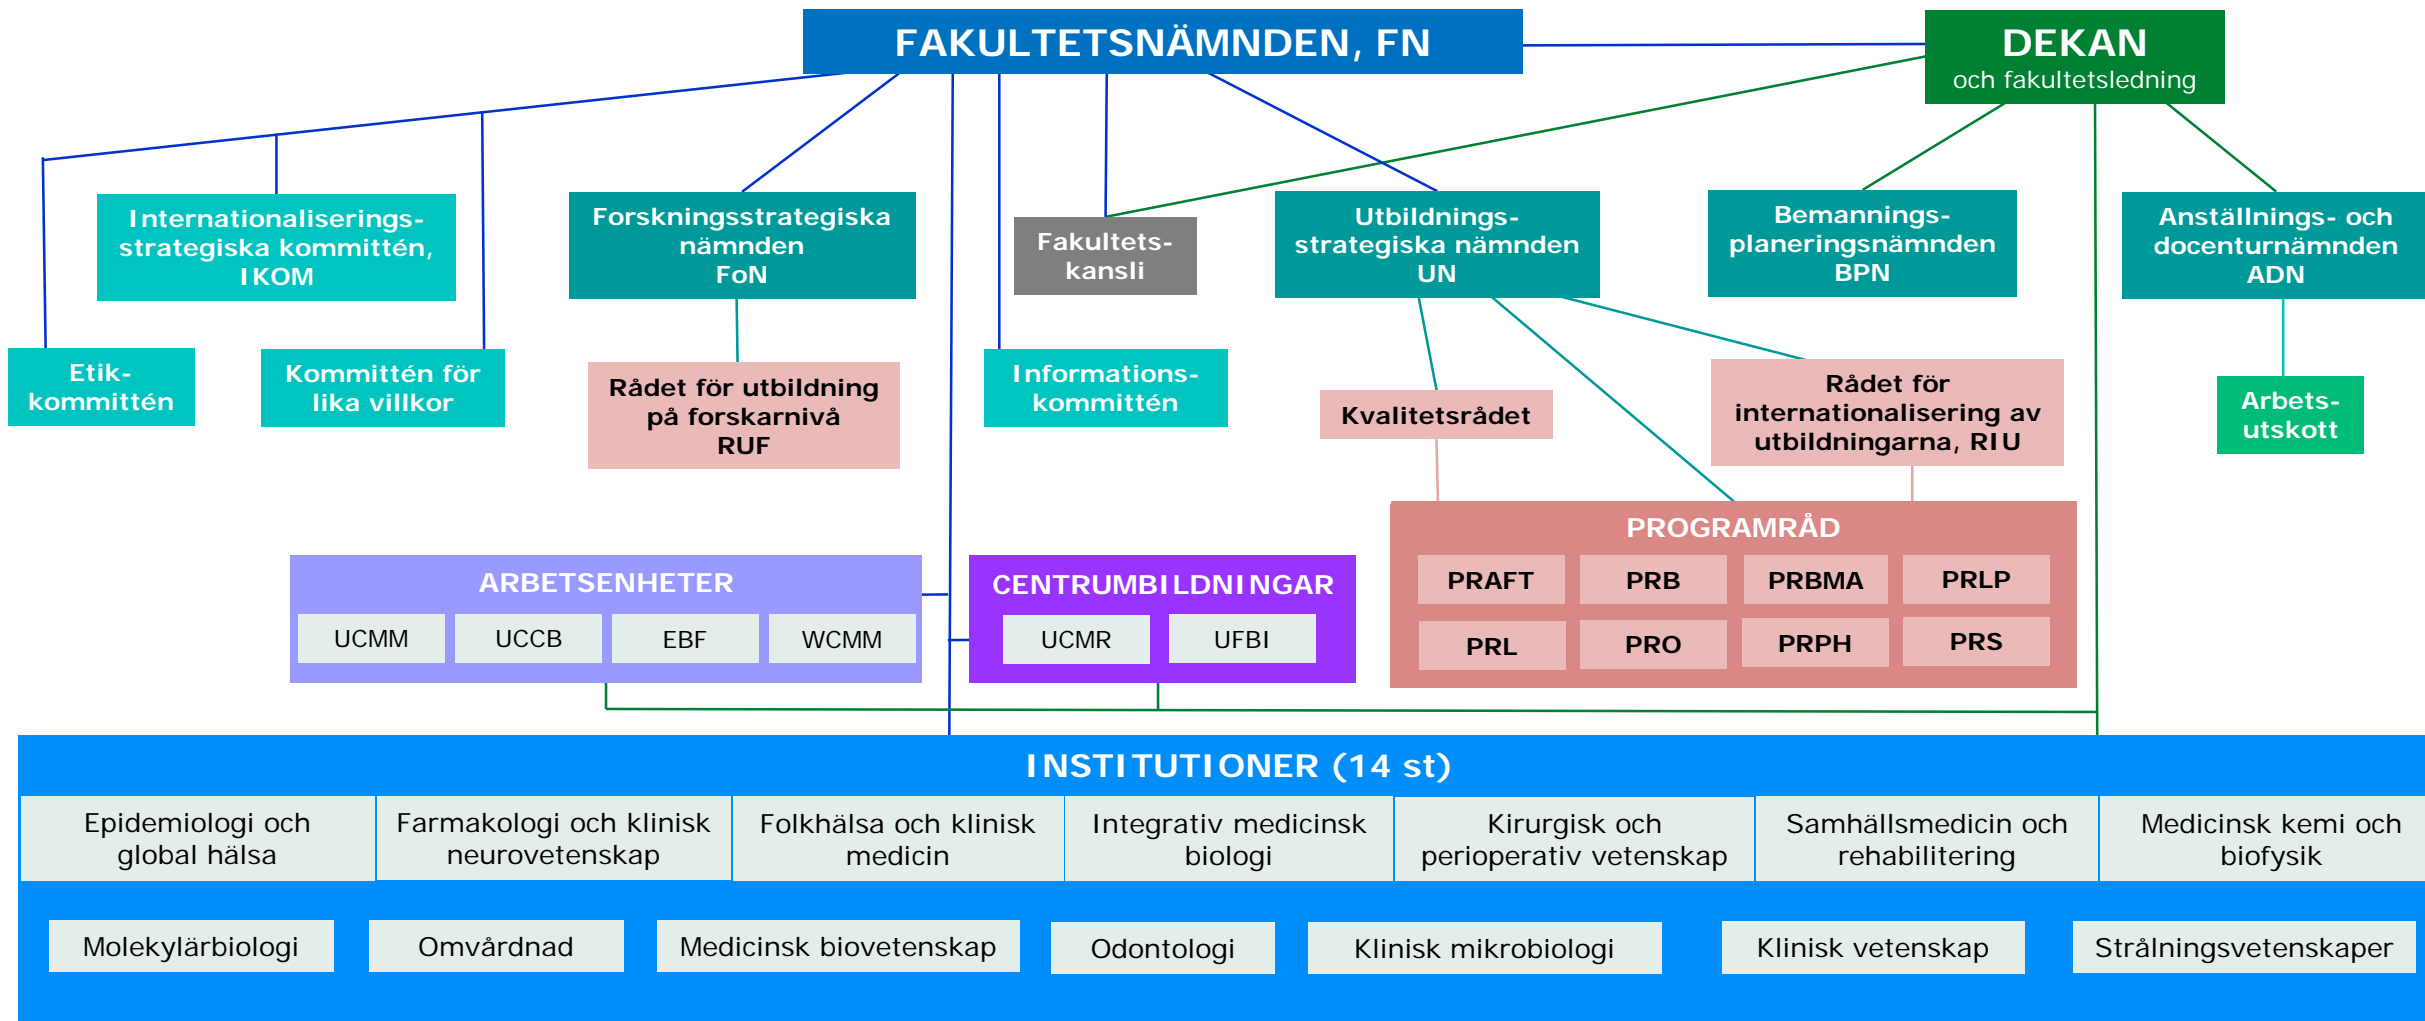 FAKULTETSNÄMNDEN, FN
DEKAN
och fakultetsledning
Internationaliserings-
strategiska kommittén,
IKOM
Forskningsstrategiska
nämnden
FoN
Fakultets-
kansli
Utbildnings-
strategiska nämnden
UN
Bemannings-
planeringsnämnden
BPN
Anställnings- och
docenturnämnden
ADN
Etik-
kommittén
Kommittén för
lika villkor
Rådet för utbildning
på forskarnivå
RUF
Informations-
kommittén
Kvalitetsrådet
Rådet för
internationalisering av
utbildningarna, RIU
Arbets-
utskott
ARBETSENHETER
UCMM
UCCB
EBF
WCMM
CENTRUMBILDNINGAR
UCMR
UFBI
PROGRAMRÅD
PRAFT
PRB
PRBMA
PRLP
PRL
PRO
PRPH
PRS
INSTITUTIONER (14 st)
Epidemiologi och
global hälsa
Farmakologi och klinisk
neurovetenskap
Folkhälsa och klinisk
medicin
Integrativ medicinsk
biologi
Kirurgisk och
perioperativ vetenskap
Samhällsmedicin och
rehabilitering
Medicinsk kemi och
biofysik
Molekylärbiologi
Omvårdnad
Medicinsk biovetenskap
Odontologi
Klinisk mikrobiologi
Klinisk vetenskap
Strålningsvetenskaper